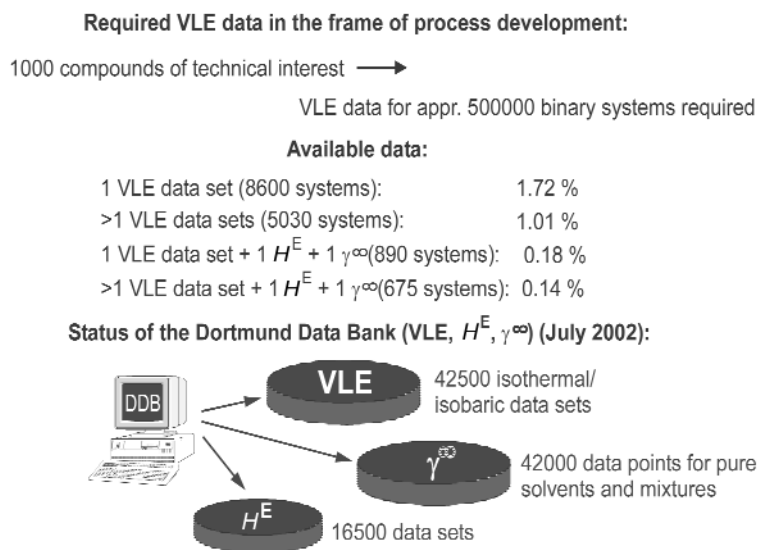 Required VLE data in the frame of process development:
1000 compounds of technical interest ⟶
VLE data for appr. 500000 binary systems required
Available data:
1 VLE data set (8600 systems): 1.72 %
>1 VLE data sets (5030 systems): 1.01 %
1 VLE data set + 1 H^E + 1 γ^∞(890 systems): 0.18 %
>1 VLE data set + 1 H^E + 1 γ^∞(675 systems): 0.14 %
Status of the Dortmund Data Bank (VLE, H^E, γ^∞) (July 2002):
DDB
VLE
42500 isothermal/
isobaric data sets
γ^∞
42000 data points for pure
solvents and mixtures
H^E
16500 data sets